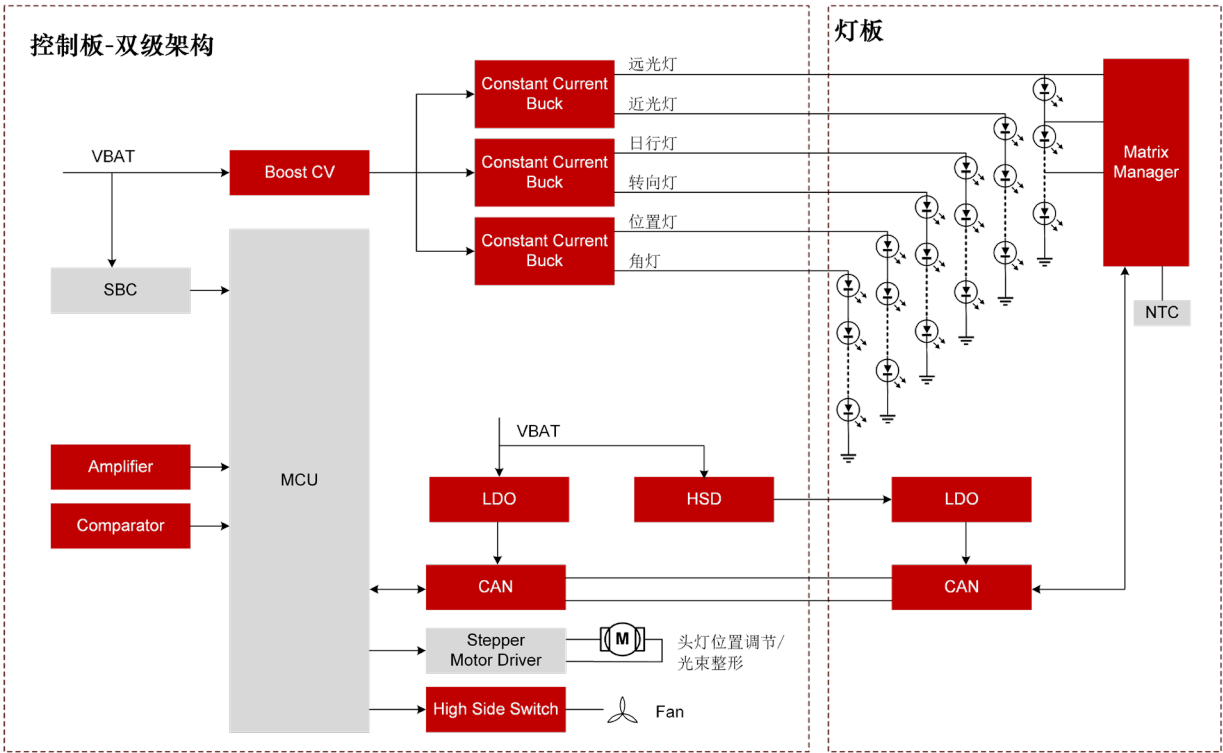 控制板-双级架构
灯板
VBAT
Boost CV
Constant Current
Buck
Constant Current
Buck
Constant Current
Buck
远光灯
近光灯
日行灯
转向灯
位置灯
角灯
Matrix
Manager
NTC
SBC
MCU
Amplifier
Comparator
VBAT
LDO
HSD
LDO
CAN
CAN
Stepper
Motor Driver
M
头灯位置调节/
光束整形
High Side Switch
Fan